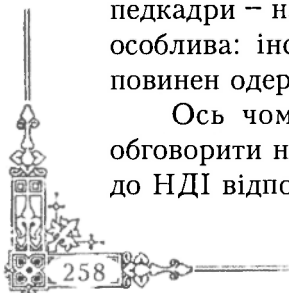 педкадри – н
особлива: іно
повинен одер
Ось чом
обговорити н
до НДІ відпо
258